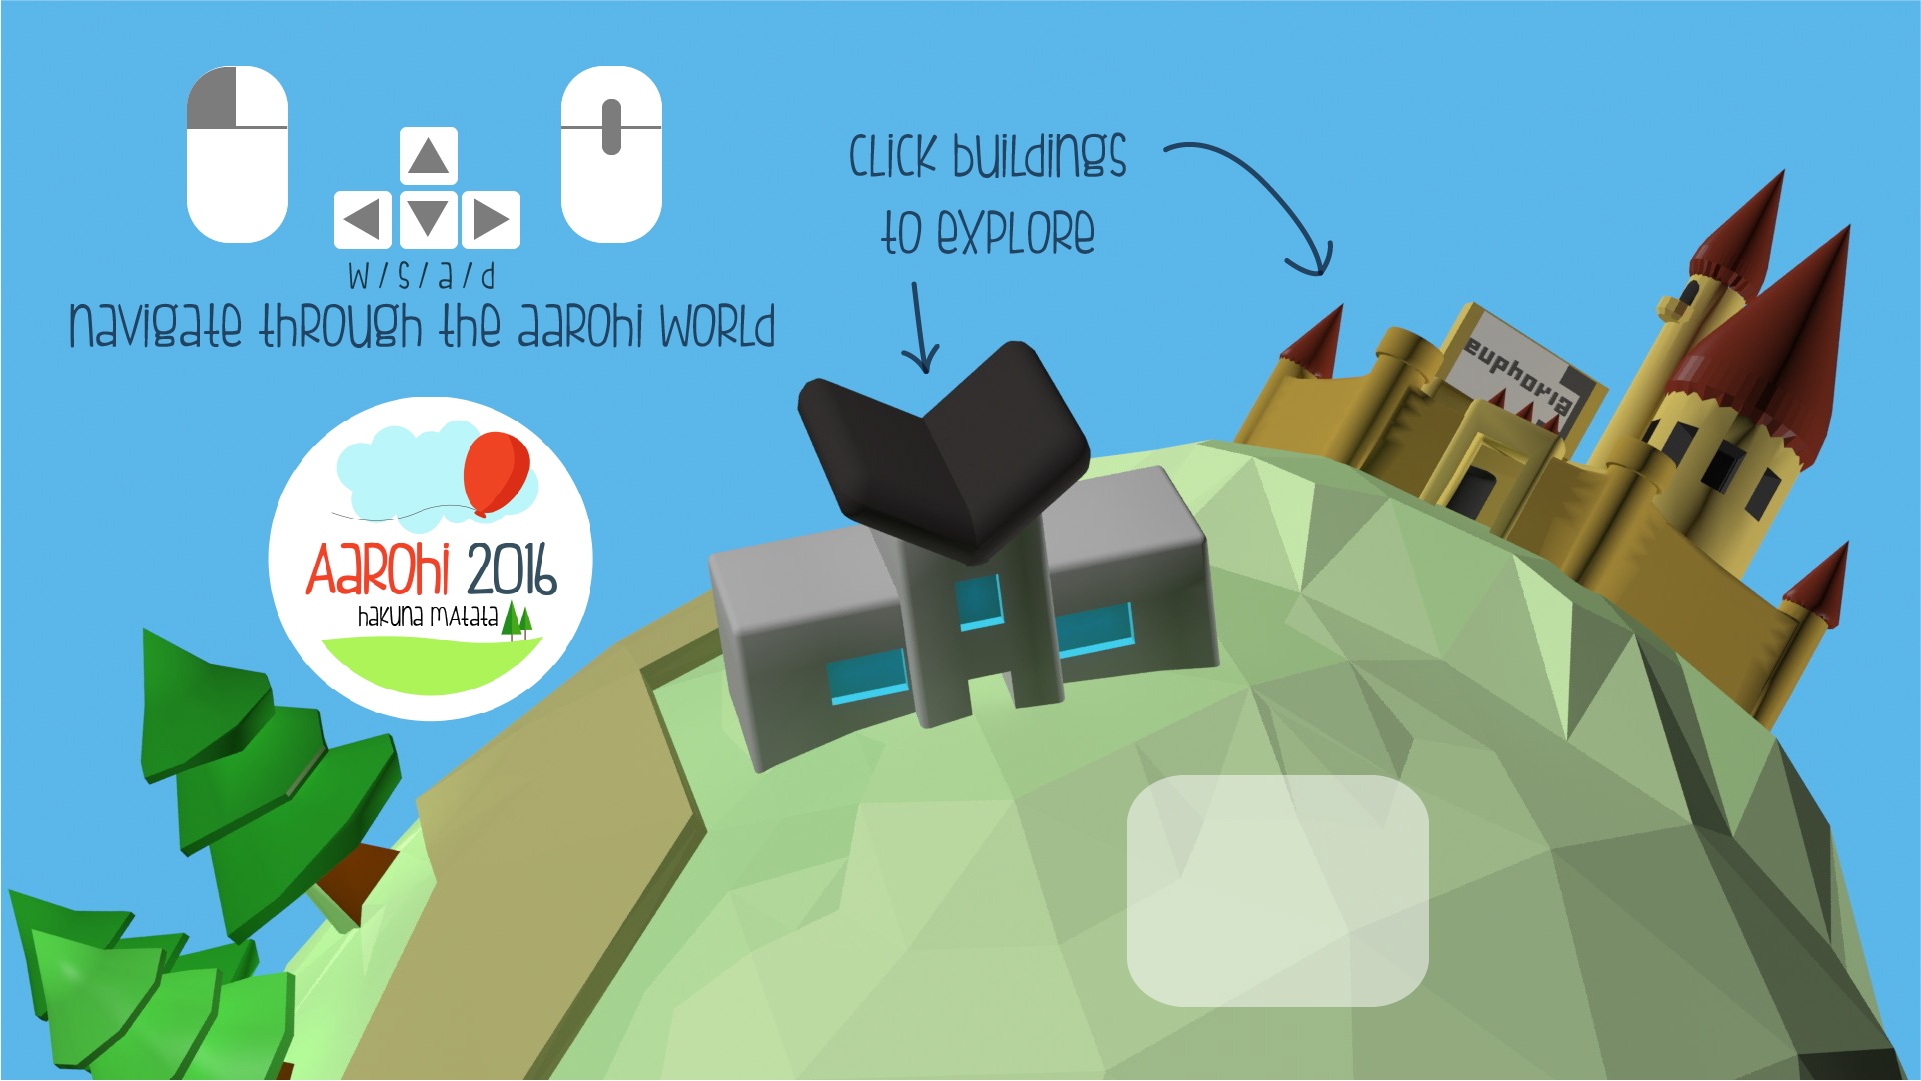 W / S / a / d
navigate through the aarohi world
click buildings
to explore
euphoria
Aarohi 2016
hakuna matata